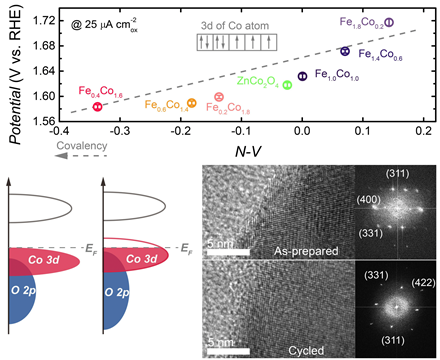 @ 25 μA cm⁻²ox
3d of Co atom
Fe1.8Co0.2
Fe1.4Co0.6
Fe1.0Co1.0
ZnCo2O4
Fe0.4Co1.6
Fe0.6Co1.4
Fe0.2Co1.8
Potential (V vs. RHE)
1.72
1.68
1.64
1.60
1.56
-0.4 -0.3 -0.2 -0.1 0.0 0.1 0.2
Covalency
N-V
EF
Co 3d
O 2p
Co 3d
O 2p
5 nm
As-prepared
(311)
(400)
(331)
5 nm
Cycled
(331)
(422)
(311)